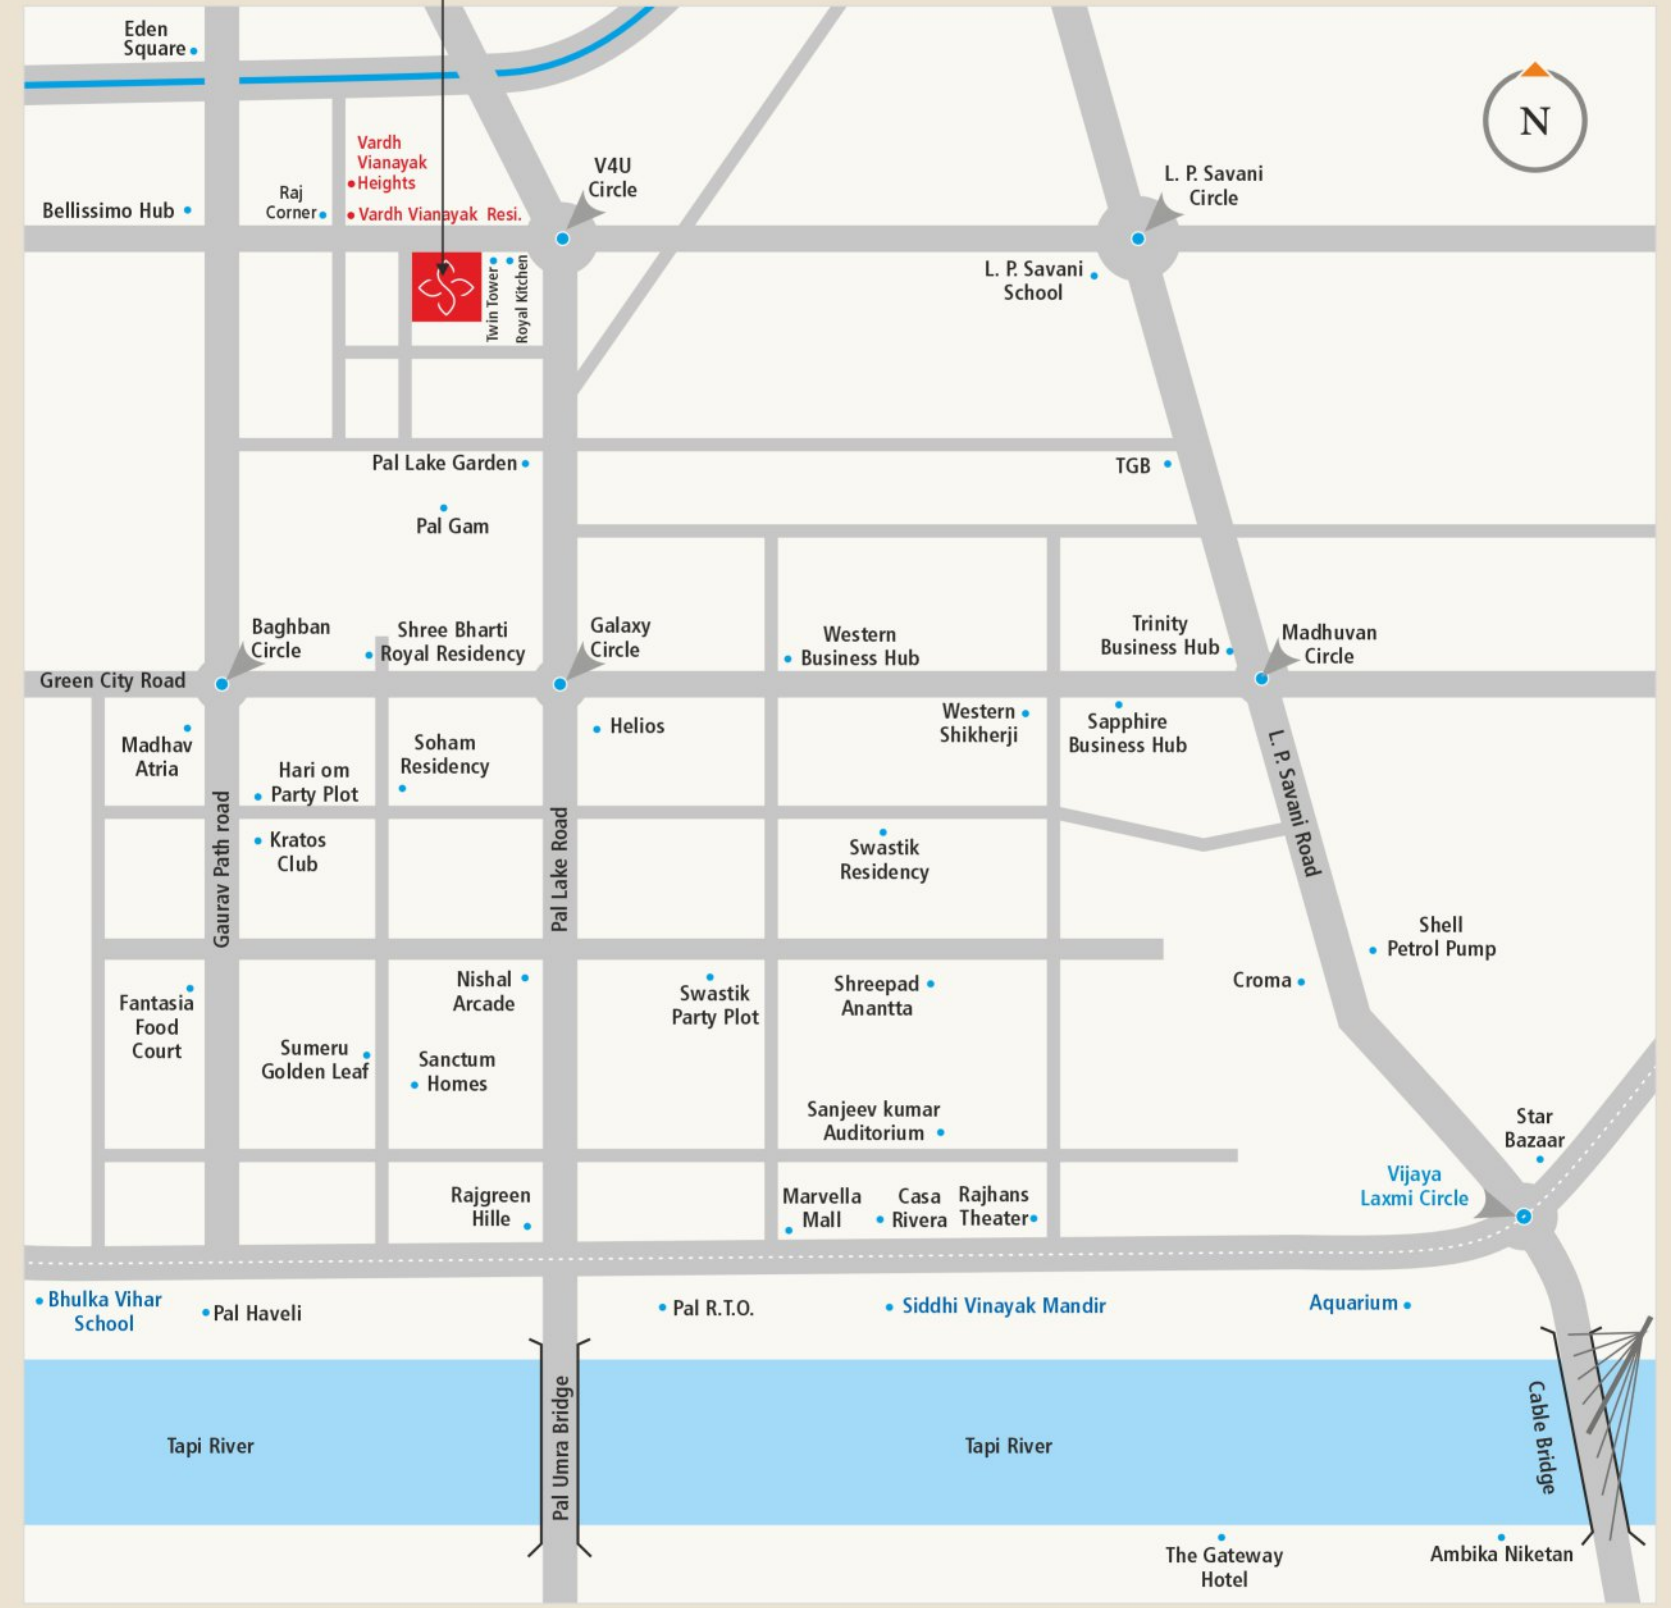 Eden
Square
N
Vardh
Vianayak
Heights
V4U
Circle
L. P. Savani
Circle
Raj
Corner
Bellissimo Hub
Vardh Vianayak Resi.
Twin Tower
Royal Kitchen
L. P. Savani
School
Pal Lake Garden
TGB
Pal Gam
Baghban
Circle
Shree Bharti
Royal Residency
Galaxy
Circle
Western
Business Hub
Trinity
Business Hub
Madhuvan
Circle
Green City Road
Madhav
Atria
Hari om
Party Plot
Soham
Residency
Helios
Western
Shikherji
Sapphire
Business Hub
L. P. Savani Road
Gaurav Path road
Kratos
Club
Pal Lake Road
Swastik
Residency
Shell
Petrol Pump
Croma
Fantasia
Food
Court
Nishal
Arcade
Swastik
Party Plot
Shreepad
Anantta
Sumeru
Golden Leaf
Sanctum
Homes
Sanjeev kumar
Auditorium
Star
Bazaar
Vijaya
Laxmi Circle
Rajgreen
Hille
Marvella
Mall
Casa
Rivera
Rajhans
Theater
Bhulka Vihar
School
Pal Haveli
Pal R.T.O.
Siddhi Vinayak Mandir
Aquarium
Tapi River
Pal Umra Bridge
Tapi River
Cable Bridge
The Gateway
Hotel
Ambika Niketan